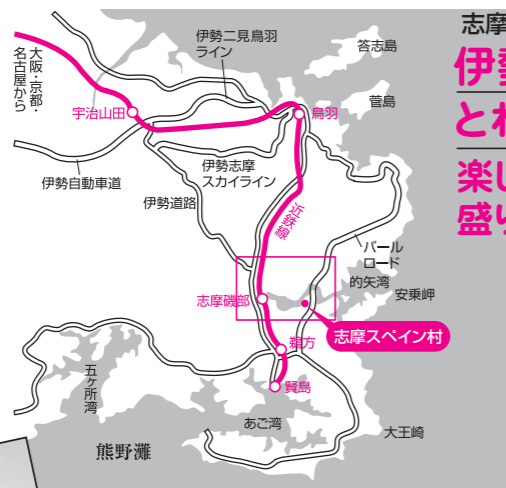 大阪・京都・
名古屋から
伊勢二見鳥羽
ライン
答志島
菅島
宇治山田
鳥羽
伊勢自動車道
伊勢志摩
スカイライン
伊勢道路
近鉄線
パール
ロード
的矢湾
安乗岬
志摩磯部
志摩スペイン村
鵜方
賢島
五ヶ所湾
あご湾
大王崎
熊野灘
志摩
伊勢
とれ
楽し
盛り